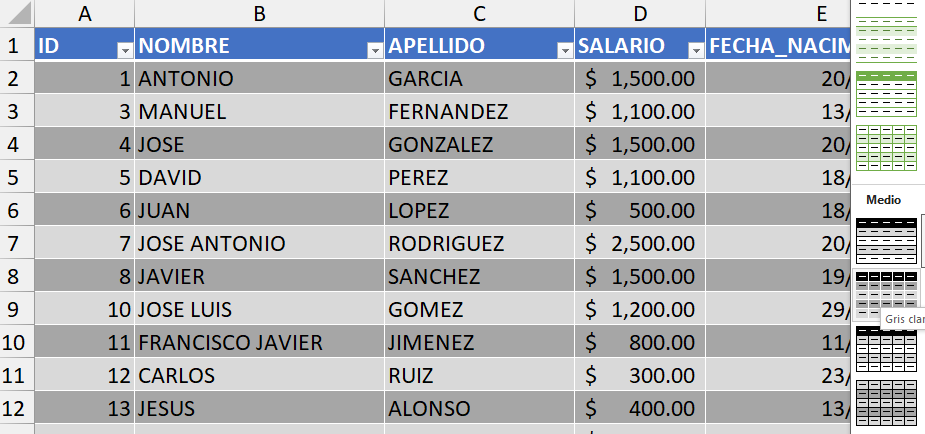 A B C D E
1 ID NOMBRE APELLIDO SALARIO FECHA_NACIM
2 1 ANTONIO GARCIA $ 1,500.00 20/
3 3 MANUEL FERNANDEZ $ 1,100.00 13/
4 4 JOSE GONZALEZ $ 1,500.00 20/
5 5 DAVID PEREZ $ 1,100.00 18/
6 6 JUAN LOPEZ $ 500.00 18/
7 7 JOSE ANTONIO RODRIGUEZ $ 2,500.00 20/
8 8 JAVIER SANCHEZ $ 1,500.00 19/
9 10 JOSE LUIS GOMEZ $ 1,200.00 29/
10 11 FRANCISCO JAVIER JIMENEZ $ 800.00 11/
11 12 CARLOS RUIZ $ 300.00 23/
12 13 JESUS ALONSO $ 400.00 13/
Medio
Gris clar